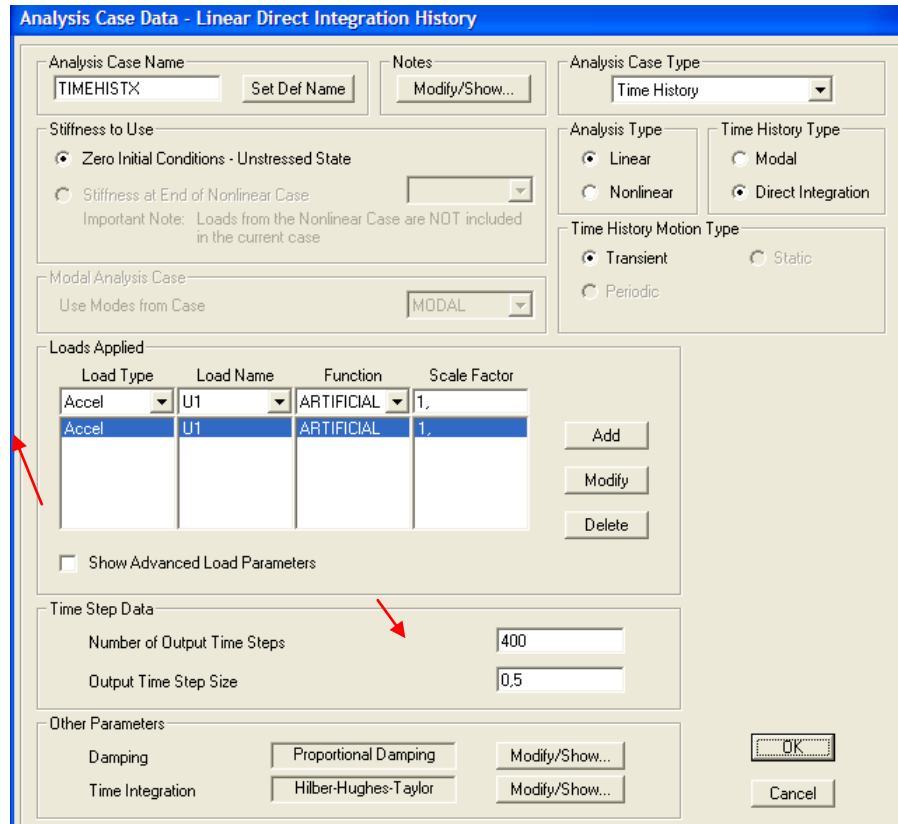 Analysis Case Data - Linear Direct Integration History
Analysis Case Name
TIMEHISTX
Set Def Name
Notes
Modify/Show...
Analysis Case Type
Time History
Stiffness to Use
Zero Initial Conditions - Unstressed State
Stiffness at End of Nonlinear Case
Important Note: Loads from the Nonlinear Case are NOT included
in the current case
Analysis Type
Linear
Nonlinear
Time History Type
Modal
Direct Integration
Time History Motion Type
Transient
Static
Periodic
Modal Analysis Case
Use Modes from Case
MODAL
Loads Applied
Load Type Load Name Function Scale Factor
Accel U1 ARTIFICIAL 1,
Accel U1 ARTIFICIAL 1,
Add
Modify
Delete
Show Advanced Load Parameters
Time Step Data
Number of Output Time Steps 400
Output Time Step Size 0,5
Other Parameters
Damping Proportional Damping Modify/Show...
Time Integration Hilber-Hughes-Taylor Modify/Show...
OK
Cancel